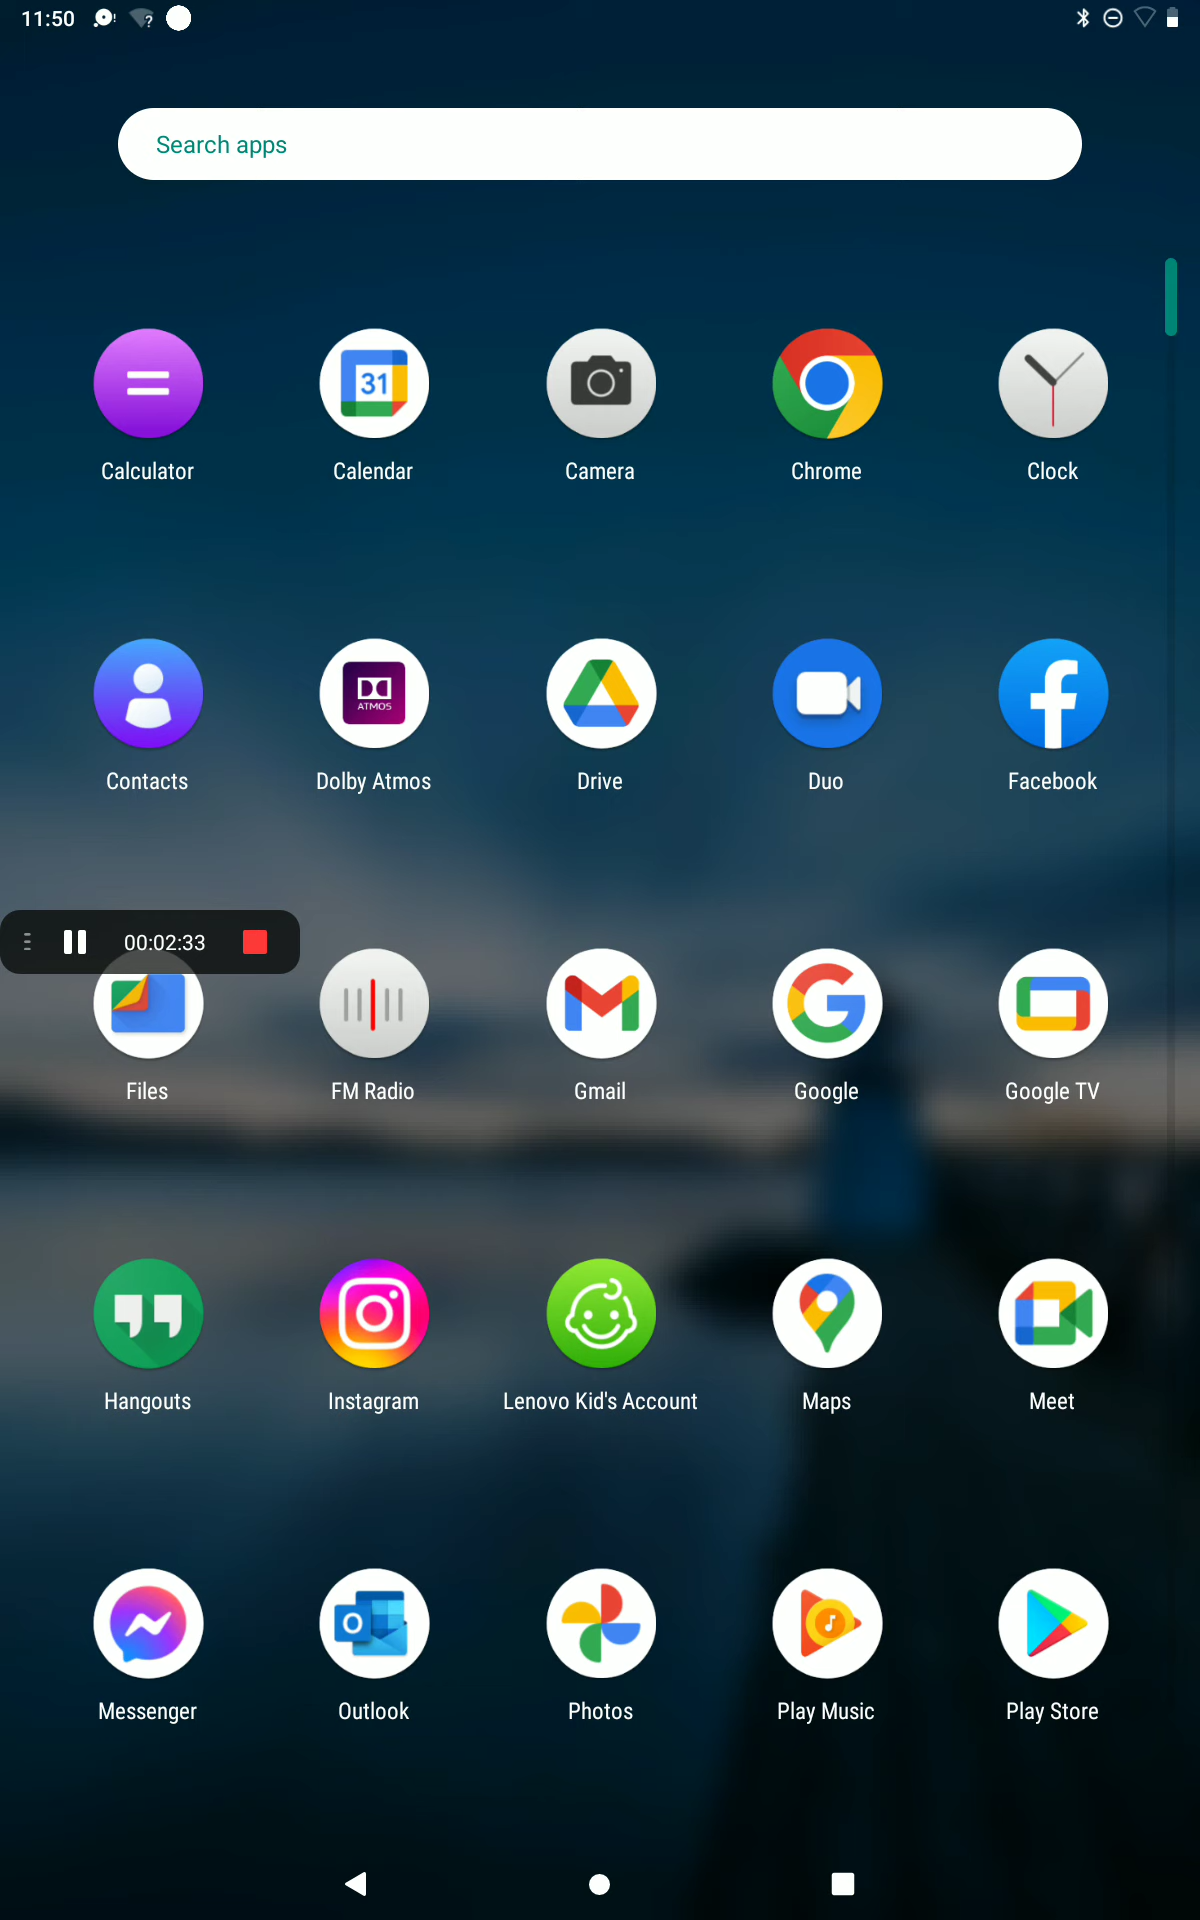 11:50
Search apps
31
Calculator
Calendar
Camera
Chrome
Clock
ATMOS
Contacts
Dolby Atmos
Drive
Duo
Facebook
00:02:33
Files
FM Radio
Gmail
Google
Google TV
Hangouts
Instagram
Lenovo Kid's Account
Maps
Meet
Messenger
Outlook
Photos
Play Music
Play Store